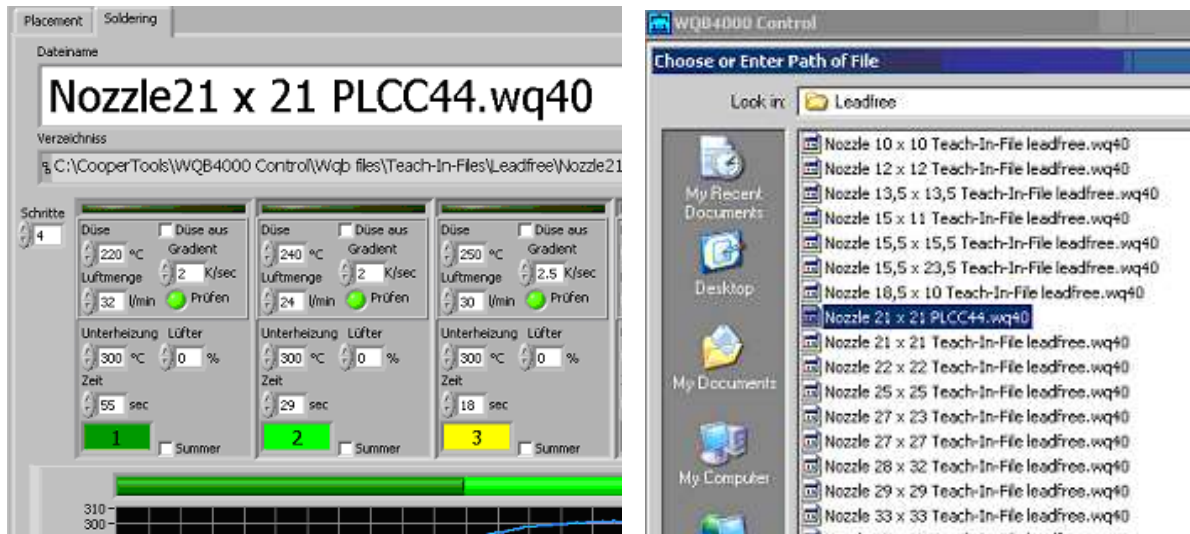 Placement Soldering
Dateiname
Nozzle21 x 21 PLCC44.wq40
Verzeichniss
C:\CooperTools\WQB4000 Control\Wqb files\Teach-In-Files\Leadfree\Nozzle21
Schritte
4
Düse Düse aus
220 °C Gradient
2 K/sec
Luftmenge
32 l/min Prüfen
Unterheizung Lüfter
300 °C 0 %
Zeit
55 sec
1 Summer
Düse Düse aus
240 °C Gradient
2 K/sec
Luftmenge
24 l/min Prüfen
Unterheizung Lüfter
300 °C 0 %
Zeit
29 sec
2 Summer
Düse Düse aus
250 °C Gradient
2.5 K/sec
Luftmenge
30 l/min Prüfen
Unterheizung Lüfter
300 °C 0 %
Zeit
18 sec
3 Summer
310
300
WQB4000 Control
Choose or Enter Path of File
Look in: Leadfree
My Recent
Documents
Desktop
My Documents
My Computer
Nozzle 10 x 10 Teach-In-File leadfree.wq40
Nozzle 12 x 12 Teach-In-File leadfree.wq40
Nozzle 13,5 x 13,5 Teach-In-File leadfree.wq40
Nozzle 15 x 11 Teach-In-File leadfree.wq40
Nozzle 15,5 x 15,5 Teach-In-File leadfree.wq40
Nozzle 15,5 x 23,5 Teach-In-File leadfree.wq40
Nozzle 18,5 x 10 Teach-In-File leadfree.wq40
Nozzle 21 x 21 PLCC44.wq40
Nozzle 21 x 21 Teach-In-File leadfree.wq40
Nozzle 22 x 22 Teach-In-File leadfree.wq40
Nozzle 25 x 25 Teach-In-File leadfree.wq40
Nozzle 27 x 23 Teach-In-File leadfree.wq40
Nozzle 27 x 27 Teach-In-File leadfree.wq40
Nozzle 28 x 32 Teach-In-File leadfree.wq40
Nozzle 29 x 29 Teach-In-File leadfree.wq40
Nozzle 33 x 33 Teach-In-File leadfree.wq40